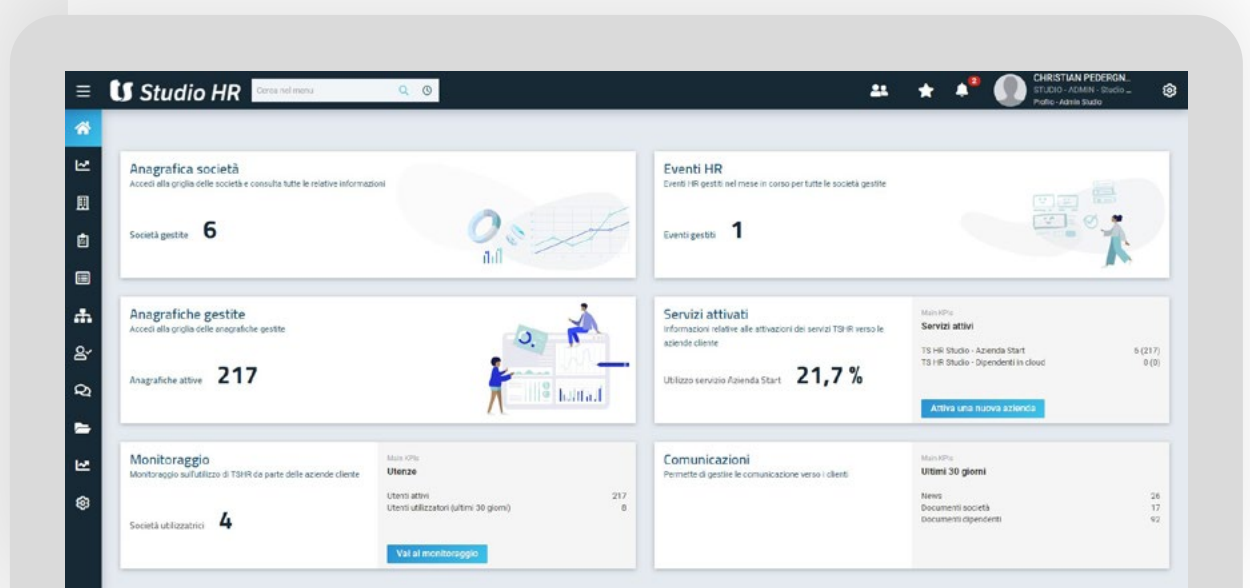 Studio HR
Cerca nel menu
2
CHRISTIAN PEDERGN...
STUDIO - ADMIN - Studio ...
Profilo - Admin Studio
Anagrafica società
Accedi alla griglia delle società e consulta tutte le relative informazioni
Società gestite 6
Eventi HR
Eventi HR gestiti nel mese in corso per tutte le società gestite
Eventi gestiti 1
Anagrafiche gestite
Accedi alla griglia delle anagrafiche gestite
Anagrafiche attive 217
Servizi attivati
Informazioni relative alle attivazioni dei servizi TSHR verso le
aziende cliente
Utilizzo servizio Azienda Start 21,7 %
Main KPIs
Servizi attivi
TS HR Studio - Azienda Start 6 (217)
TS HR Studio - Dipendenti in cloud 0 (0)
Attiva una nuova azienda
Monitoraggio
Monitoraggio sull'utilizzo di TSHR da parte delle aziende cliente
Società utilizzatrici 4
Main KPIs
Utenze
Utenti attivi 217
Utenti utilizzatori (ultimi 30 giorni) 8
Vai al monitoraggio
Comunicazioni
Permette di gestire le comunicazione verso i clienti
Main KPIs
Ultimi 30 giorni
News 26
Documenti società 17
Documenti dipendenti 92